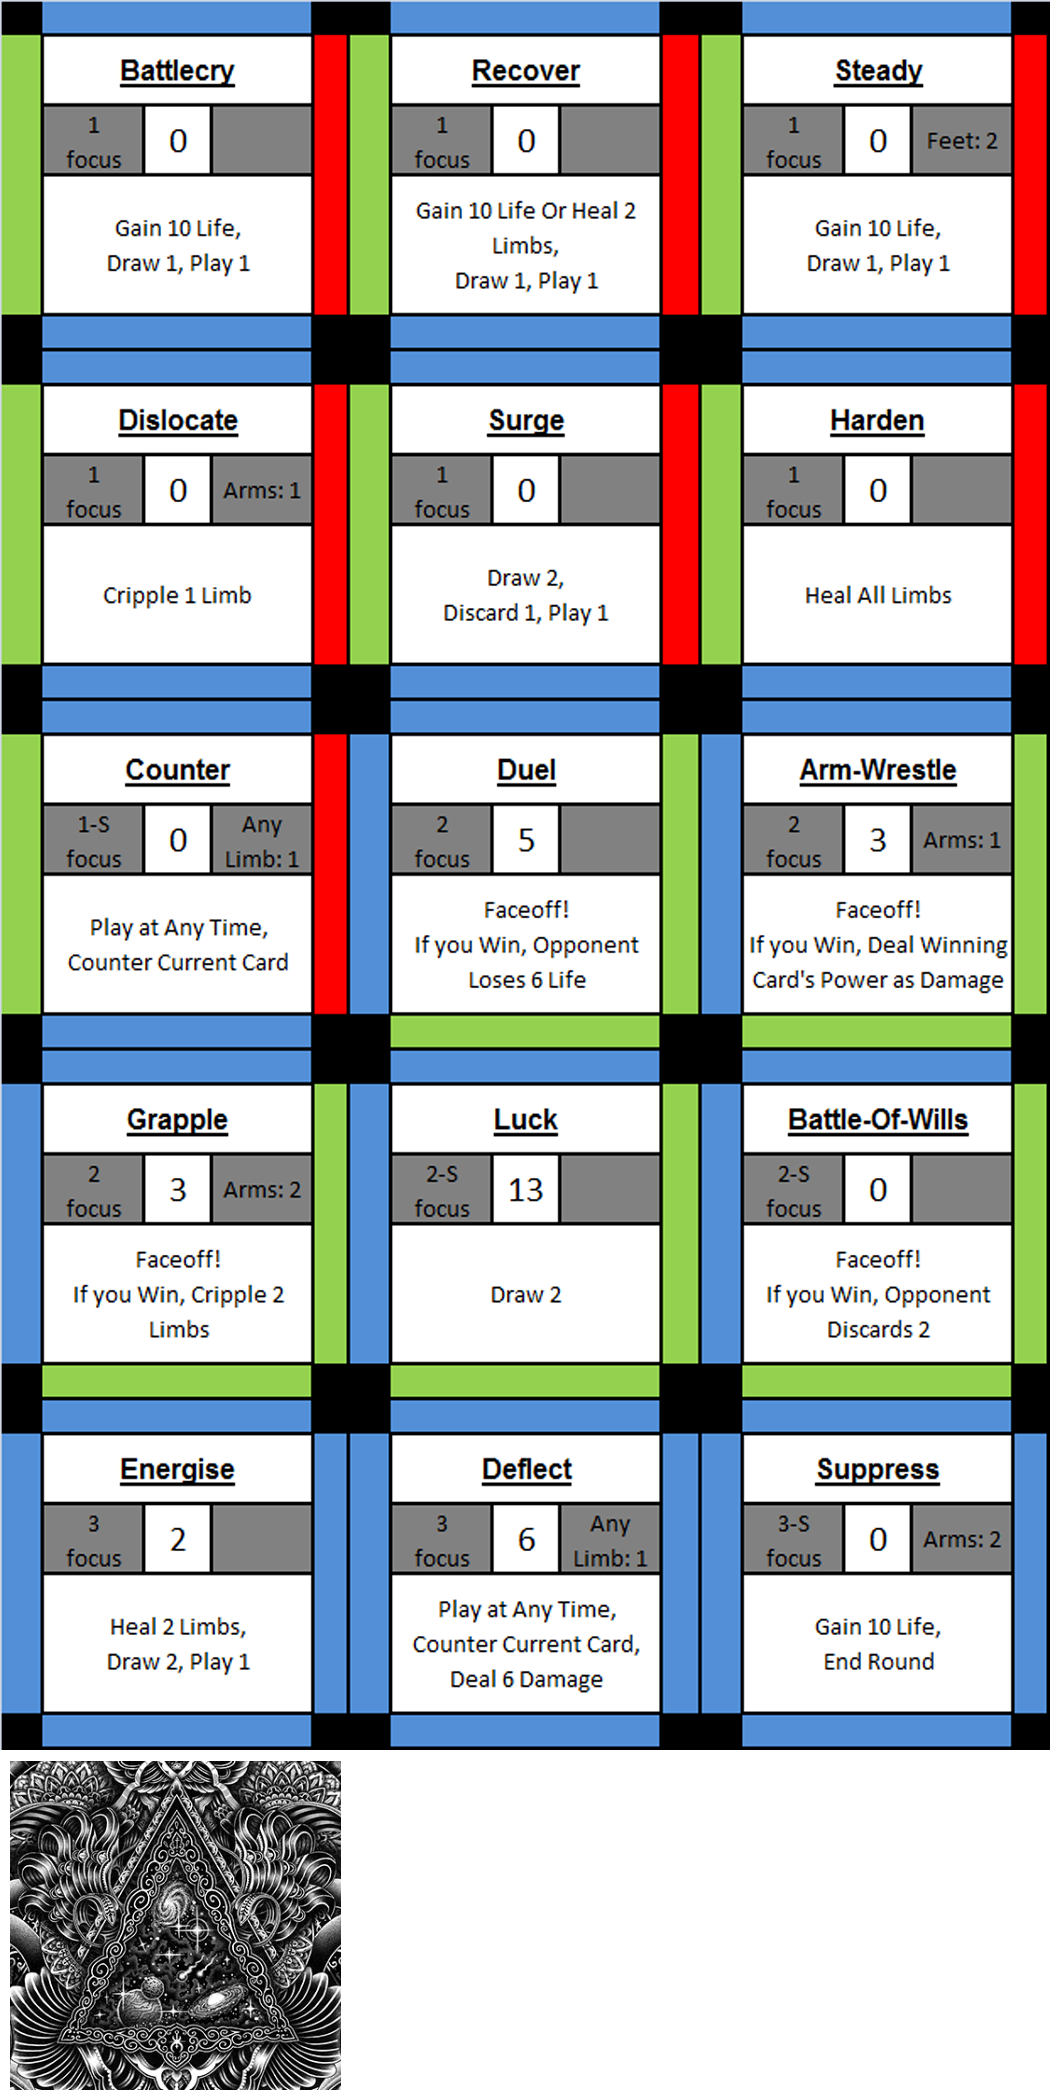 Battlecry
1
focus
0
Gain 10 Life,
Draw 1, Play 1
Recover
1
focus
0
Gain 10 Life Or Heal 2
Limbs,
Draw 1, Play 1
Steady
1
focus
0
Feet: 2
Gain 10 Life,
Draw 1, Play 1
Dislocate
1
focus
0
Arms: 1
Cripple 1 Limb
Surge
1
focus
0
Draw 2,
Discard 1, Play 1
Harden
1
focus
0
Heal All Limbs
Counter
1-S
focus
0
Any
Limb: 1
Play at Any Time,
Counter Current Card
Duel
2
focus
5
Faceoff!
If you Win, Opponent
Loses 6 Life
Arm-Wrestle
2
focus
3
Arms: 1
Faceoff!
If you Win, Deal Winning
Card's Power as Damage
Grapple
2
focus
3
Arms: 2
Faceoff!
If you Win, Cripple 2
Limbs
Luck
2-S
focus
13
Draw 2
Battle-Of-Wills
2-S
focus
0
Faceoff!
If you Win, Opponent
Discards 2
Energise
3
focus
2
Heal 2 Limbs,
Draw 2, Play 1
Deflect
3
focus
6
Any
Limb: 1
Play at Any Time,
Counter Current Card,
Deal 6 Damage
Suppress
3-S
focus
0
Arms: 2
Gain 10 Life,
End Round